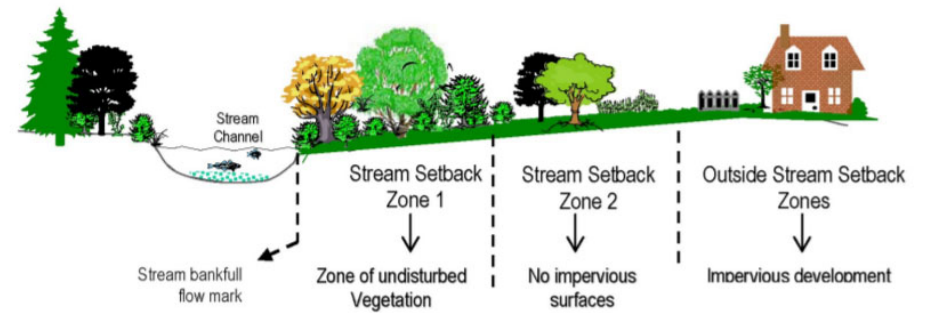 Stream
Channel
Stream Setback
Zone 1
Stream Setback
Zone 2
Outside Stream Setback
Zones
Stream bankfull
flow mark
Zone of undisturbed
Vegetation
No impervious
surfaces
Impervious development